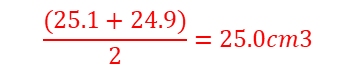 (25.1 + 24.9)/2 = 25.0cm3